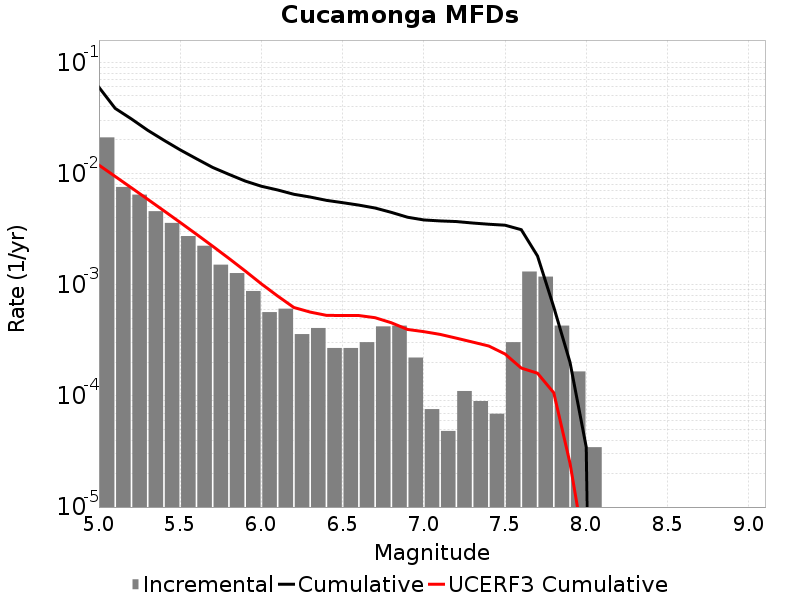 Cucamonga MFDs
10^-1
10^-2
10^-3
10^-4
10^-5
Rate (1/yr)
5.0 5.5 6.0 6.5 7.0 7.5 8.0 8.5 9.0
Magnitude
Incremental Cumulative UCERF3 Cumulative